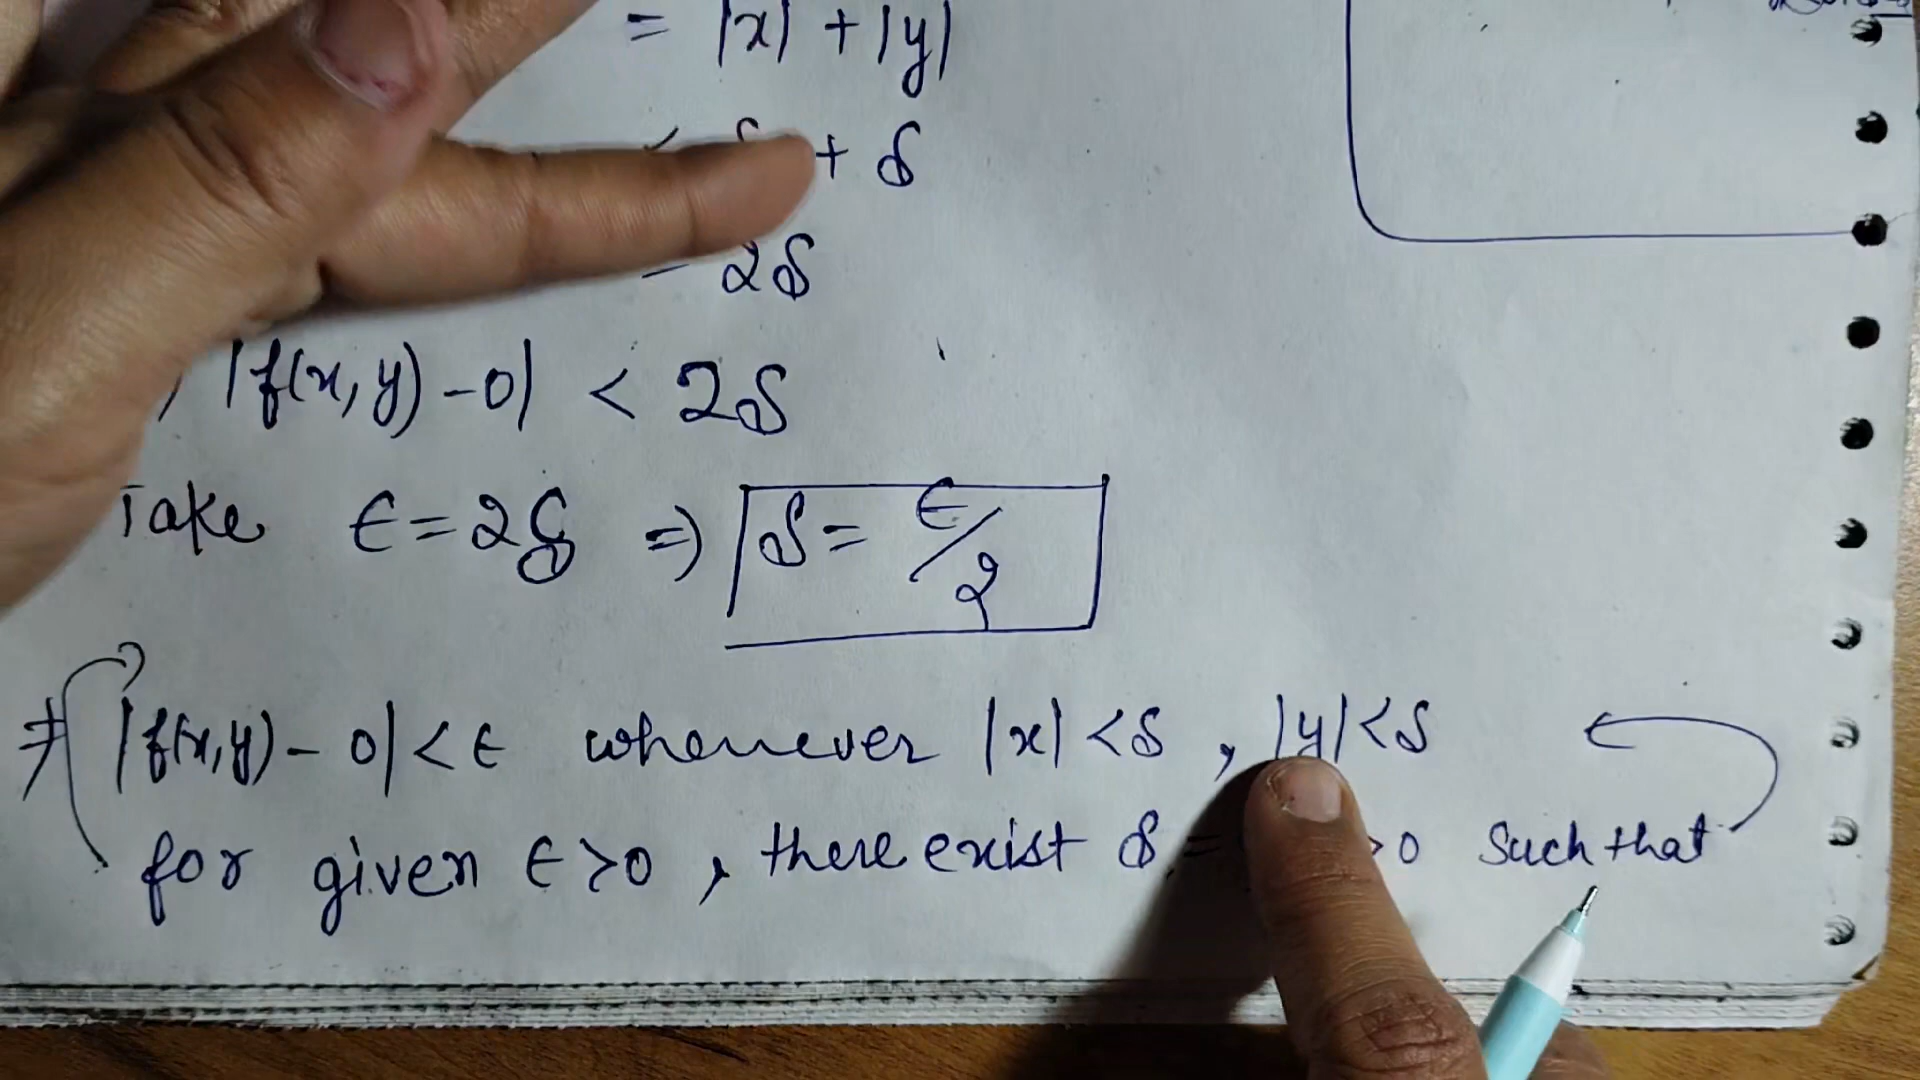 = |x| + |y|
+ δ
= 2δ
|f(x,y) - 0| < 2δ
Take ϵ = 2δ ⇒ δ = ϵ/2
⇒ |f(x,y) - 0| < ϵ whenever |x| < δ , |y| < δ
for given ϵ > 0 , there exist δ = > 0 such that